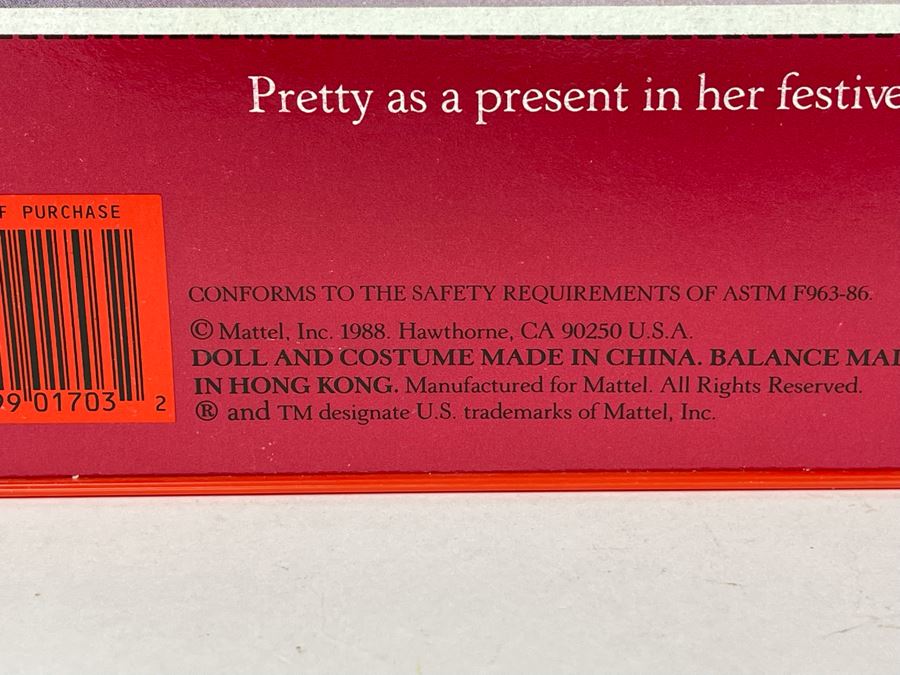 Pretty as a present in her festive
F PURCHASE
99 01703 2
CONFORMS TO THE SAFETY REQUIREMENTS OF ASTM F963-86.
© Mattel, Inc. 1988. Hawthorne, CA 90250 U.S.A.
DOLL AND COSTUME MADE IN CHINA. BALANCE MA
IN HONG KONG. Manufactured for Mattel. All Rights Reserved.
® and TM designate U.S. trademarks of Mattel, Inc.